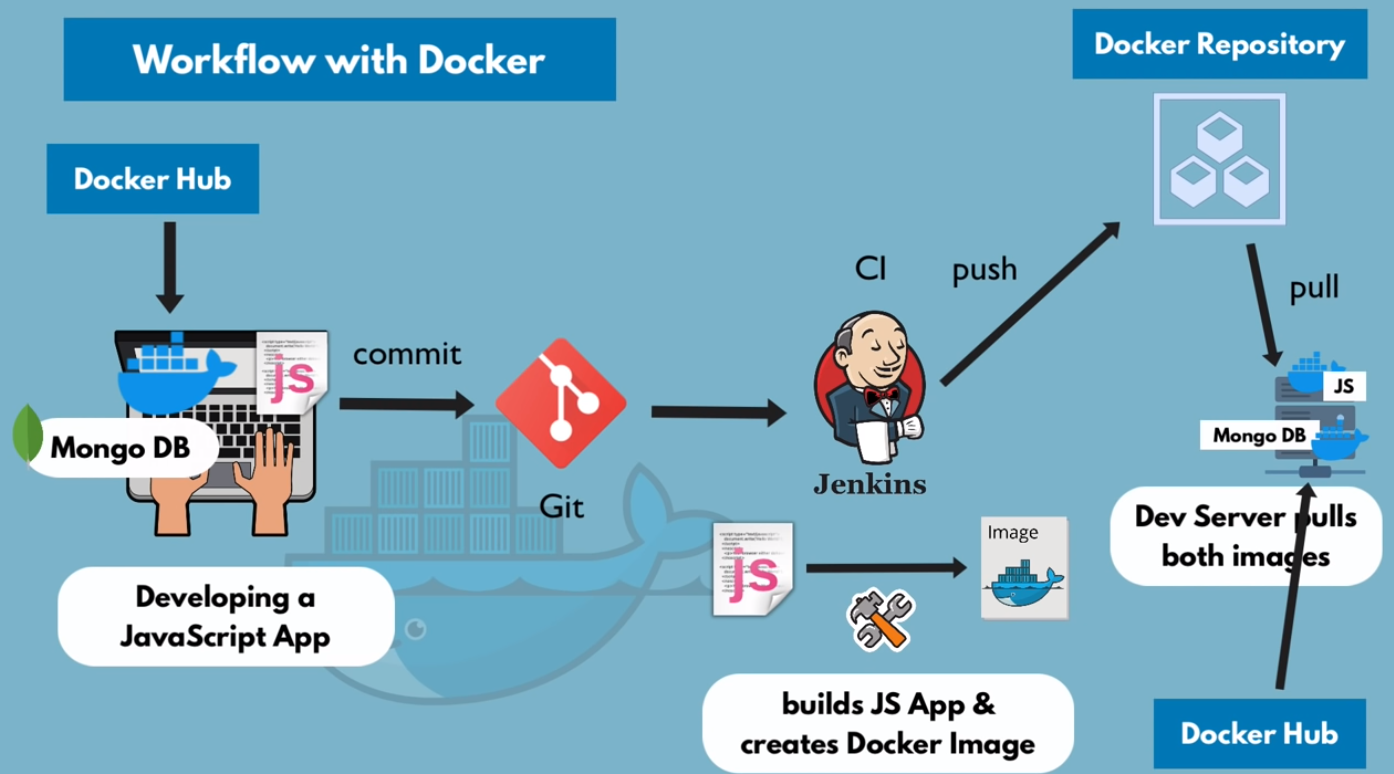 Workflow with Docker
Docker Repository
Docker Hub
CI
push
pull
commit
js
Mongo DB
JS
Mongo DB
Jenkins
Git
Dev Server pulls
both images
js
Image
Developing a
JavaScript App
builds JS App &
creates Docker Image
Docker Hub